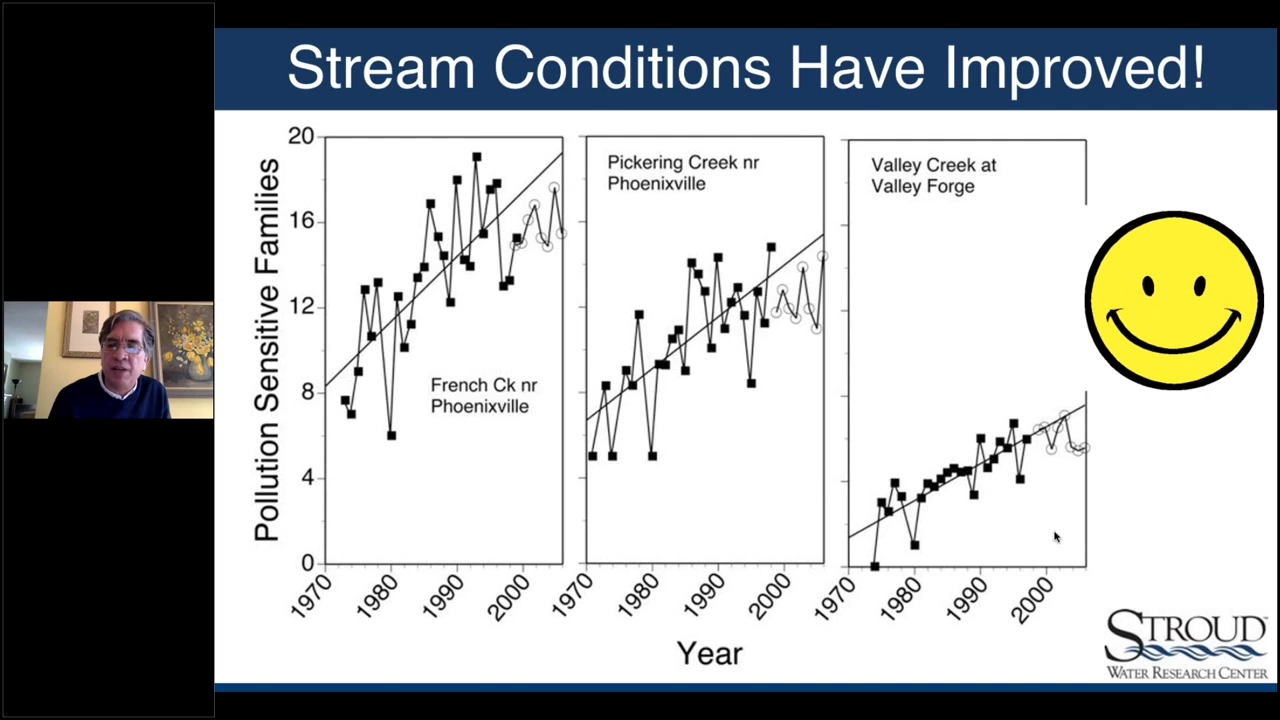 Stream Conditions Have Improved!
Pollution Sensitive Families
20
16
12
8
4
0
French Ck nr
Phoenixville
1970
1980
1990
2000
Pickering Creek nr
Phoenixville
1970
1980
1990
2000
Valley Creek at
Valley Forge
1970
1980
1990
2000
Year
STROUD™
WATER RESEARCH CENTER